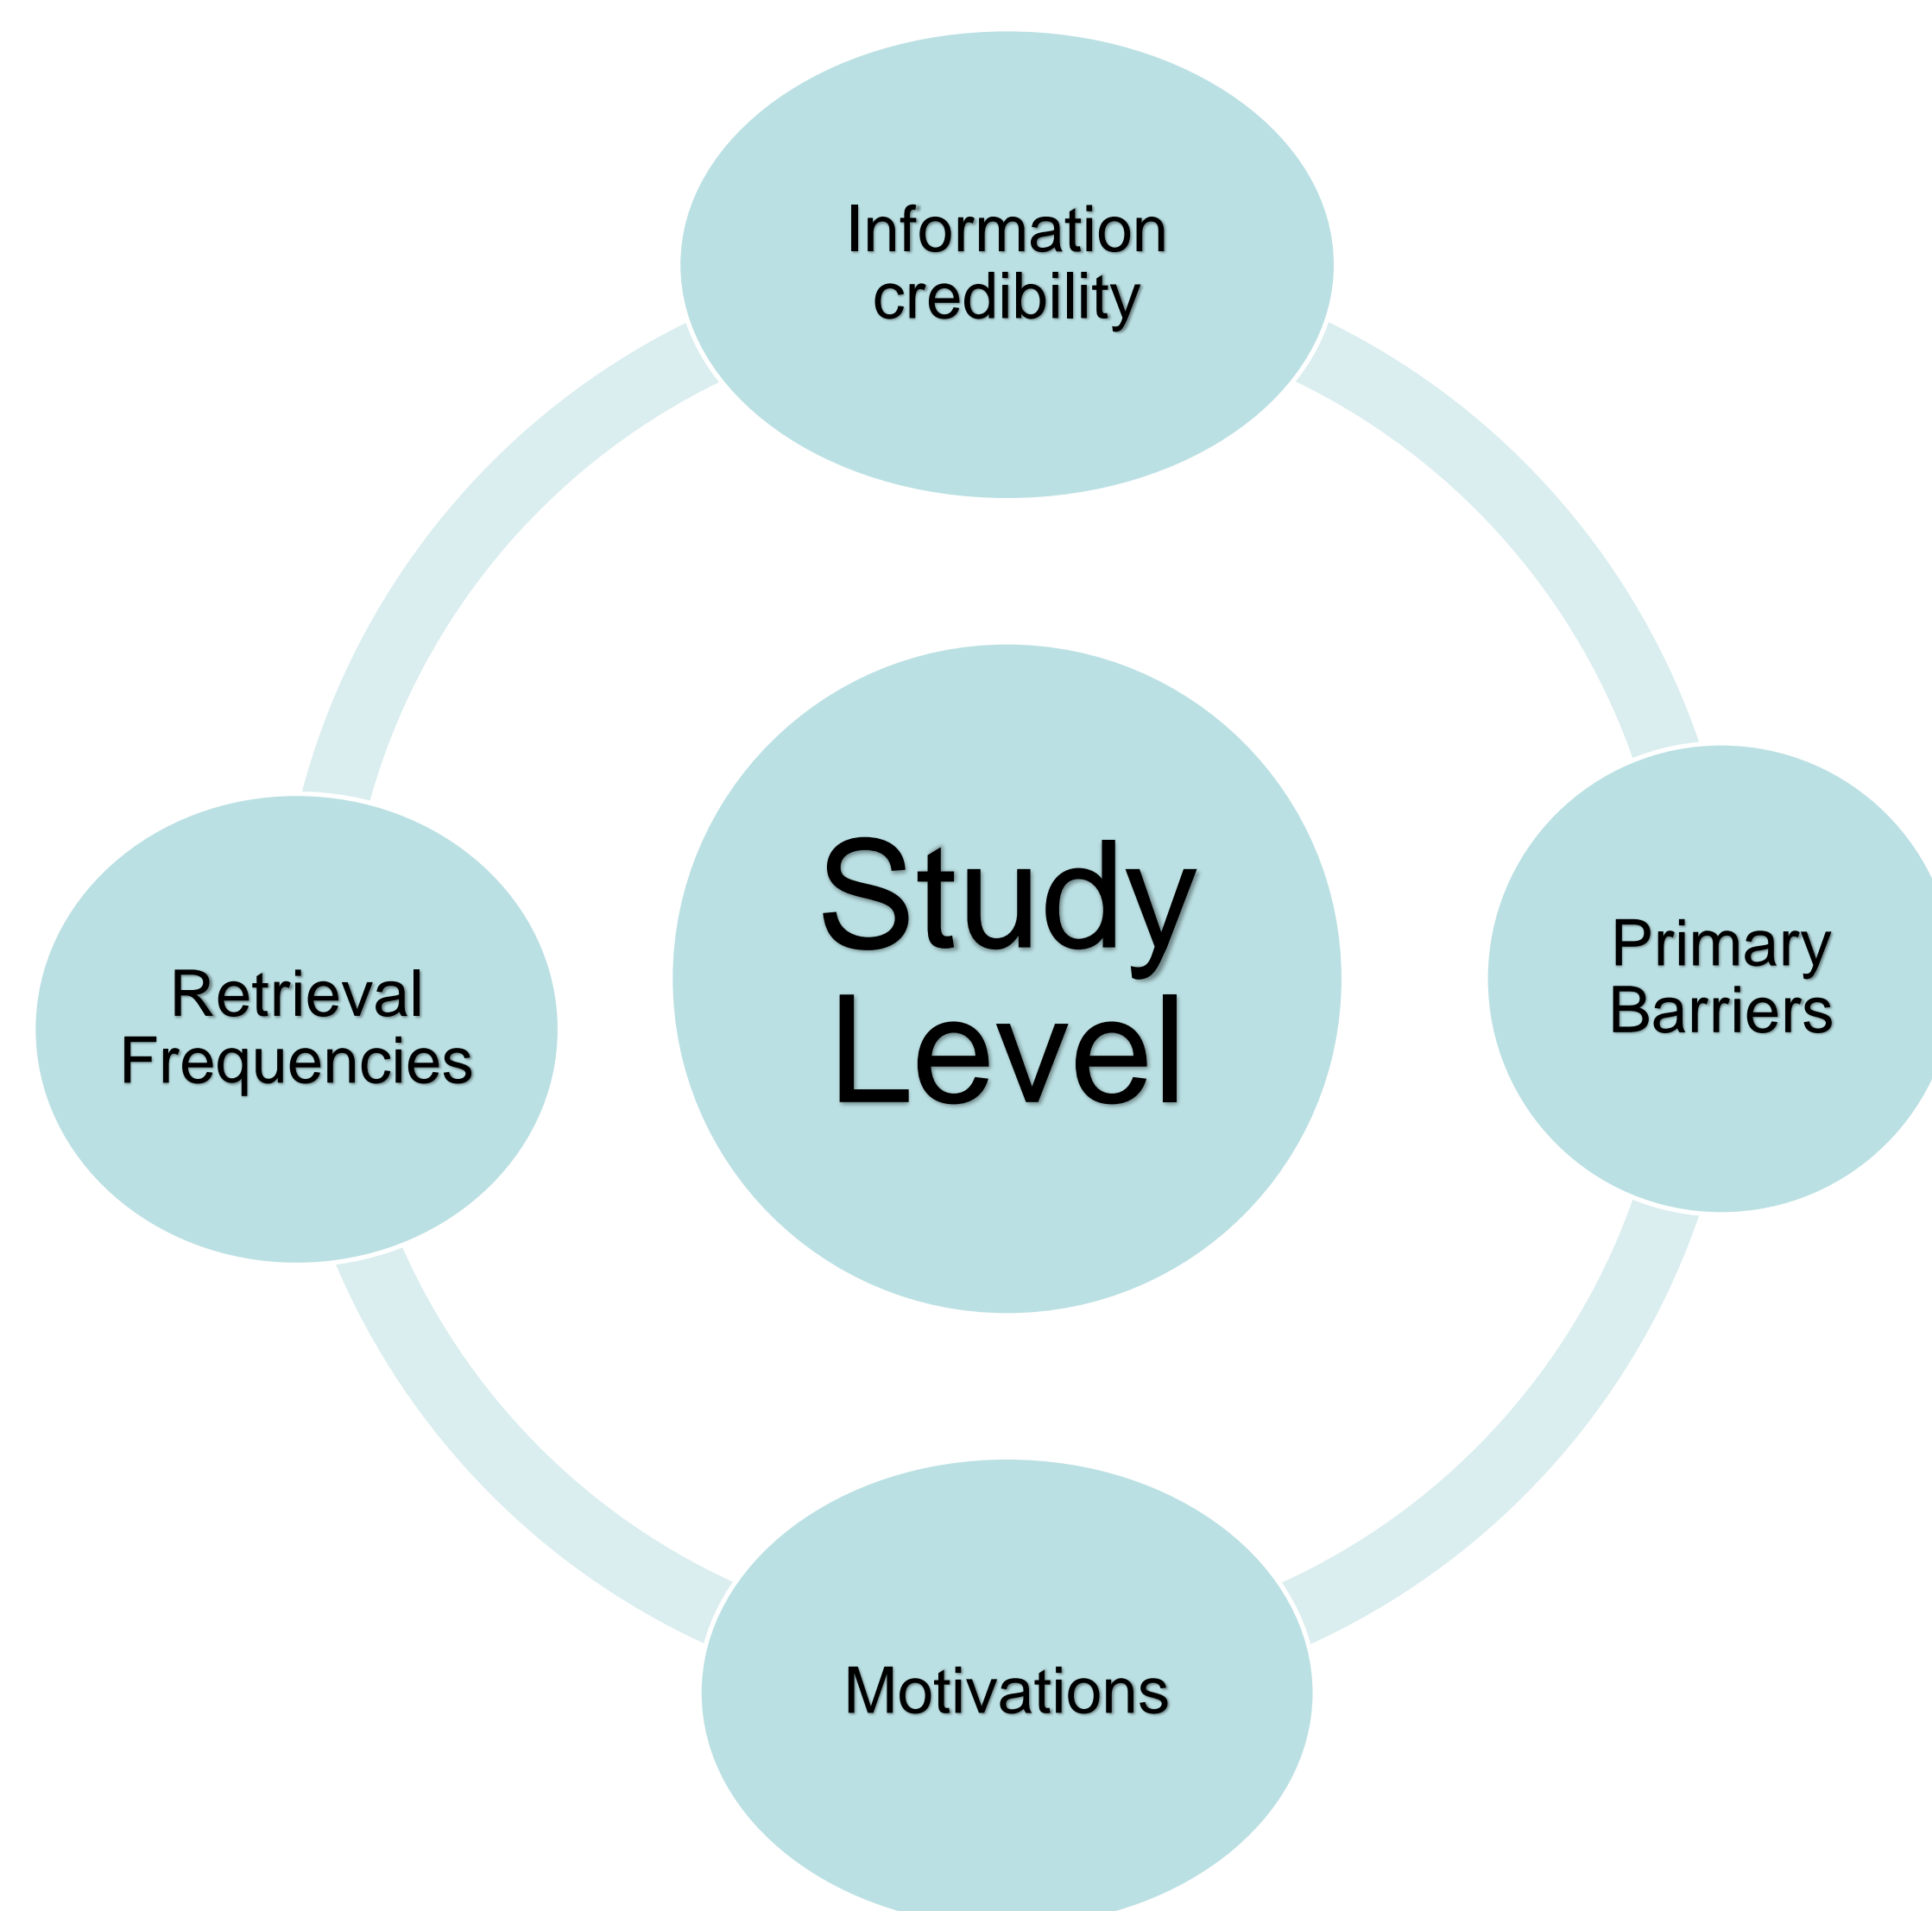 Information
credibility
Study
Level
Primary
Barriers
Retrieval
Frequencies
Motivations